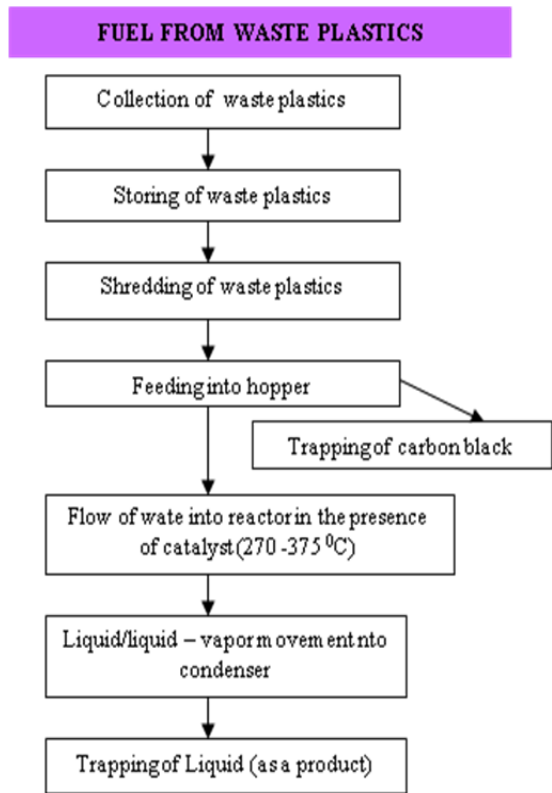 FUEL FROM WASTE PLASTICS
Collection of waste plastics
Storing of waste plastics
Shredding of waste plastics
Feeding into hopper
Trapping of carbon black
Flow of wate into reactor in the presence
of catalyst (270 -375 ⁰C)
Liquid/liquid – vapor movement nto
condenser
Trapping of Liquid (as a product)